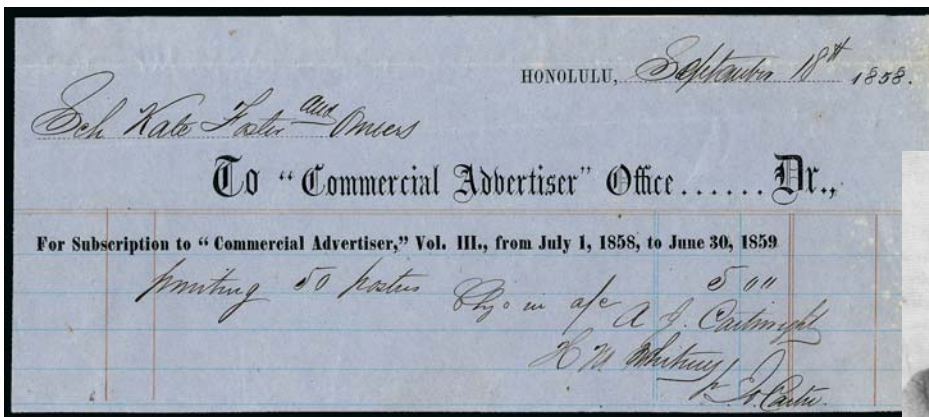 HONOLULU, September 18th 1858.
Sch Kate Foster and Owners
To “Commercial Advertiser” Office...... Dr.,
For Subscription to “Commercial Advertiser,” Vol. III., from July 1, 1858, to June 30, 1859
printing 50 posters 5 00
Chgd in a/c A J. Cartwright
H M Whitney